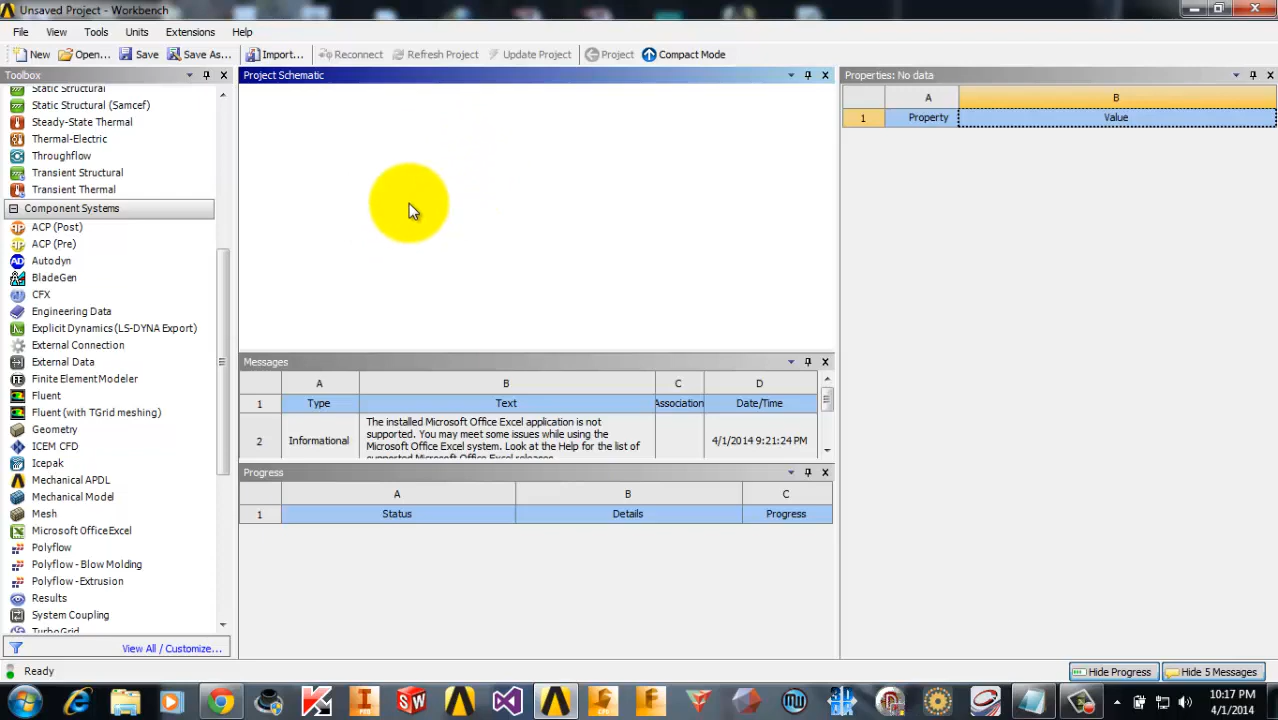 Unsaved Project - Workbench
File View Tools Units Extensions Help
New Open... Save Save As... Import... Reconnect Refresh Project Update Project Project Compact Mode
Toolbox
Static Structural
Static Structural (Samcef)
Steady-State Thermal
Thermal-Electric
Throughflow
Transient Structural
Transient Thermal
Component Systems
ACP (Post)
ACP (Pre)
Autodyn
BladeGen
CFX
Engineering Data
Explicit Dynamics (LS-DYNA Export)
External Connection
External Data
Finite Element Modeler
Fluent
Fluent (with TGrid meshing)
Geometry
ICEM CFD
Icepak
Mechanical APDL
Mechanical Model
Mesh
Microsoft Office Excel
Polyflow
Polyflow - Blow Molding
Polyflow - Extrusion
Results
System Coupling
TurboGrid
View All / Customize...
Project Schematic
Messages
A B C D
1 Type Text Association Date/Time
2 Informational
The installed Microsoft Office Excel application is not
supported. You may meet some issues while using the
Microsoft Office Excel system. Look at the Help for the list of
supported Microsoft Office Excel releases.
4/1/2014 9:21:24 PM
Progress
A B C
1 Status Details Progress
Properties: No data
A B
1 Property Value
Ready
Hide Progress Hide 5 Messages
10:17 PM
4/1/2014